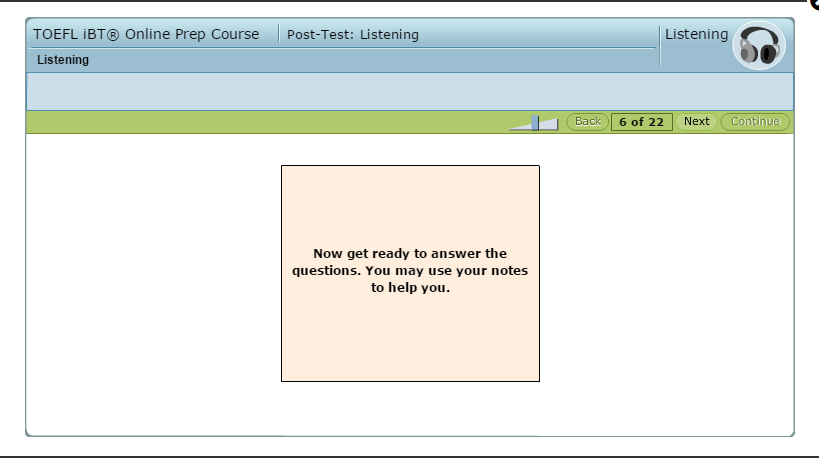 TOEFL iBT® Online Prep Course Post-Test: Listening Listening
Listening
Back 6 of 22 Next Continue
Now get ready to answer the
questions. You may use your notes
to help you.